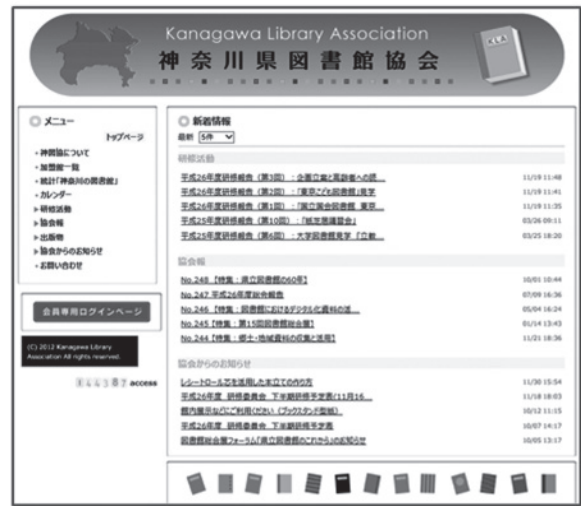 Kanagawa Library Association
神奈川県図書館協会
KLA
メニュー
トップページ
神図協について
加盟館一覧
統計「神奈川の図書館」
カレンダー
研修活動
協会報
出版物
協会からのお知らせ
お問い合わせ
会員専用ログインページ
(C) 2012 Kanagawa Library
Association All rights reserved.
144387 access
新着情報
最新 5件
研修活動
平成26年度研修報告（第3回）：企画立案と高齢者への読... 11/19 11:48
平成26年度研修報告（第2回）：「東京こども図書館」見学 11/19 11:41
平成26年度研修報告（第1回）：「国立国会図書館 東京... 11/19 11:35
平成25年度研修報告（第10回）：「紙芝居講習会」 03/26 09:11
平成25年度研修報告（第6回）：大学図書館見学 『立教... 03/25 18:20
協会報
No.248 【特集：県立図書館の60年】 10/01 10:44
No.247 平成26年度総会報告 07/09 16:36
No.246 【特集：図書館におけるデジタル化資料の活... 05/04 16:24
No.245【特集：第15回図書館総合展】 01/14 13:43
No.244【特集：郷土・地域資料の収集と活用】 11/21 18:36
協会からのお知らせ
レシートロール芯を活用した本立ての作り方 11/30 15:54
平成26年度 研修委員会 下半期研修予定表(11月16... 11/18 18:03
館内展示などにご利用ください（ブックスタンド型紙） 10/12 11:15
平成26年度 研修委員会 下半期研修予定表 10/07 14:17
図書館総合展フォーラム「県立図書館のこれから」のお知らせ 10/05 13:17